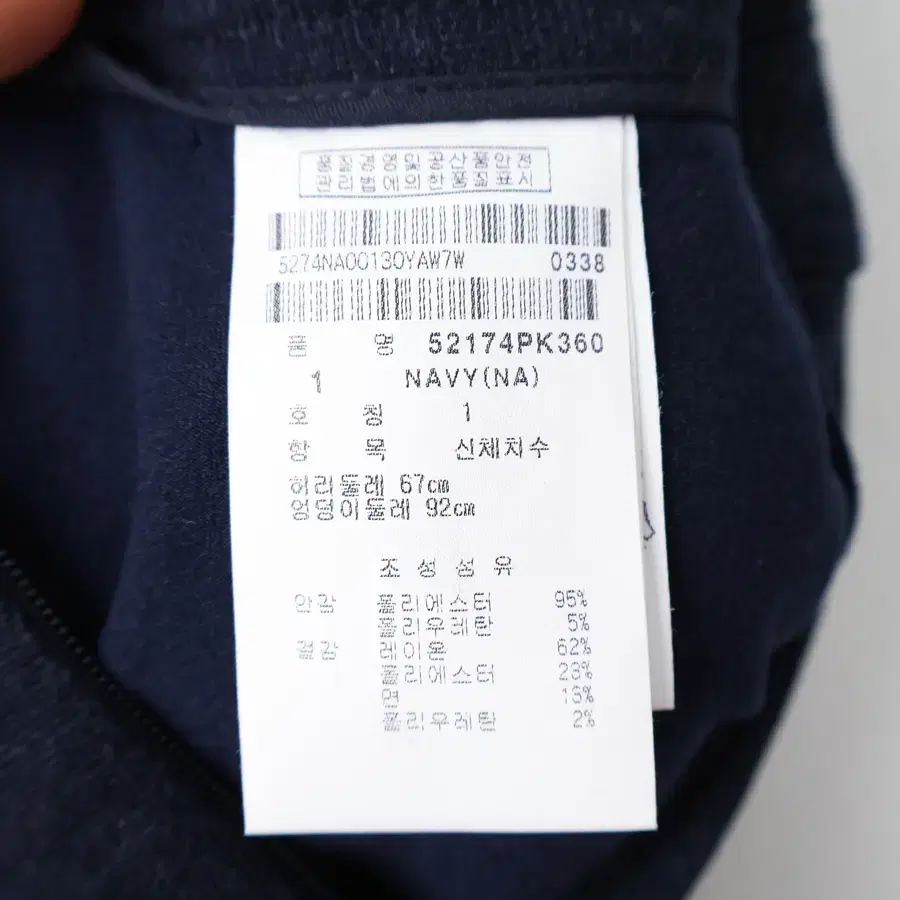 품질경영및공산품안전
관리법에의한품질표시
5274NA00130YAW7W 0338
품 명 52174PK360
1 NAVY(NA)
호 칭 1
항 목 신체치수
허리둘레 67cm
엉덩이둘레 92cm
조 성 섬 유
안감 폴리에스터 95%
폴리우레탄 5%
겉감 레이온 62%
폴리에스터 23%
면 13%
폴리우레탄 2%